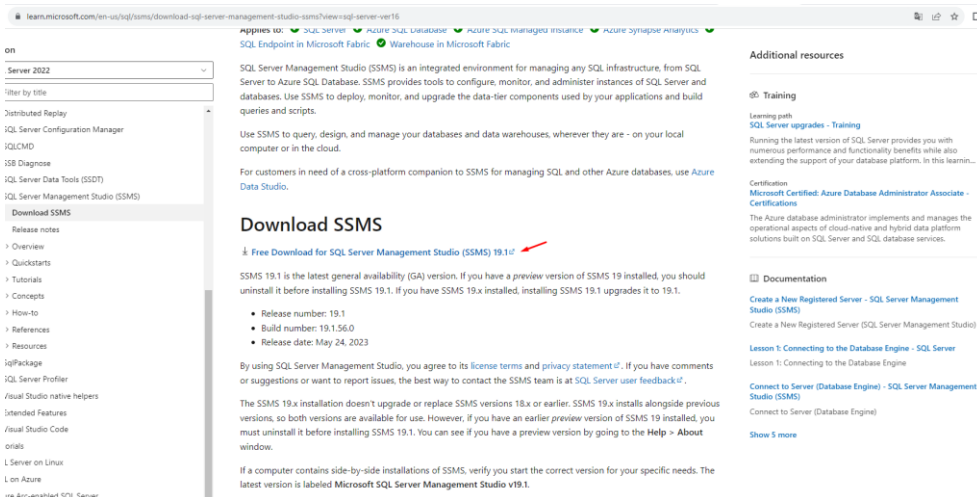 learn.microsoft.com/en-us/sql/ssms/download-sql-server-management-studio-ssms?view=sql-server-ver16
on
Server 2022
Filter by title
Distributed Replay
SQL Server Configuration Manager
SQLCMD
SSB Diagnose
SQL Server Data Tools (SSDT)
SQL Server Management Studio (SSMS)
Download SSMS
Release notes
> Overview
> Quickstarts
> Tutorials
> Concepts
> How-to
> References
> Resources
SqlPackage
SQL Server Profiler
Visual Studio native helpers
Extended Features
Visual Studio Code
orials
L Server on Linux
L on Azure
ure Arc-enabled SQL Server
Applies to: SQL Server Azure SQL Database Azure SQL Managed Instance Azure Synapse Analytics
SQL Endpoint in Microsoft Fabric Warehouse in Microsoft Fabric
SQL Server Management Studio (SSMS) is an integrated environment for managing any SQL infrastructure, from SQL
Server to Azure SQL Database. SSMS provides tools to configure, monitor, and administer instances of SQL Server and
databases. Use SSMS to deploy, monitor, and upgrade the data-tier components used by your applications and build
queries and scripts.
Use SSMS to query, design, and manage your databases and data warehouses, wherever they are - on your local
computer or in the cloud.
For customers in need of a cross-platform companion to SSMS for managing SQL and other Azure databases, use Azure
Data Studio.
Download SSMS
Free Download for SQL Server Management Studio (SSMS) 19.1
SSMS 19.1 is the latest general availability (GA) version. If you have a preview version of SSMS 19 installed, you should
uninstall it before installing SSMS 19.1. If you have SSMS 19.x installed, installing SSMS 19.1 upgrades it to 19.1.
• Release number: 19.1
• Build number: 19.1.56.0
• Release date: May 24, 2023
By using SQL Server Management Studio, you agree to its license terms and privacy statement. If you have comments
or suggestions or want to report issues, the best way to contact the SSMS team is at SQL Server user feedback.
The SSMS 19.x installation doesn't upgrade or replace SSMS versions 18.x or earlier. SSMS 19.x installs alongside previous
versions, so both versions are available for use. However, if you have an earlier preview version of SSMS 19 installed, you
must uninstall it before installing SSMS 19.1. You can see if you have a preview version by going to the Help > About
window.
If a computer contains side-by-side installations of SSMS, verify you start the correct version for your specific needs. The
latest version is labeled Microsoft SQL Server Management Studio v19.1.
Additional resources
Training
Learning path
SQL Server upgrades - Training
Running the latest version of SQL Server provides you with
numerous performance and functionality benefits while also
extending the support of your database platform. In this learnin...
Certification
Microsoft Certified: Azure Database Administrator Associate -
Certifications
The Azure database administrator implements and manages the
operational aspects of cloud-native and hybrid data platform
solutions built on SQL Server and SQL database services.
Documentation
Create a New Registered Server - SQL Server Management
Studio (SSMS)
Create a New Registered Server (SQL Server Management Studio)
Lesson 1: Connecting to the Database Engine - SQL Server
Lesson 1: Connecting to the Database Engine
Connect to Server (Database Engine) - SQL Server Management
Studio (SSMS)
Connect to Server (Database Engine)
Show 5 more